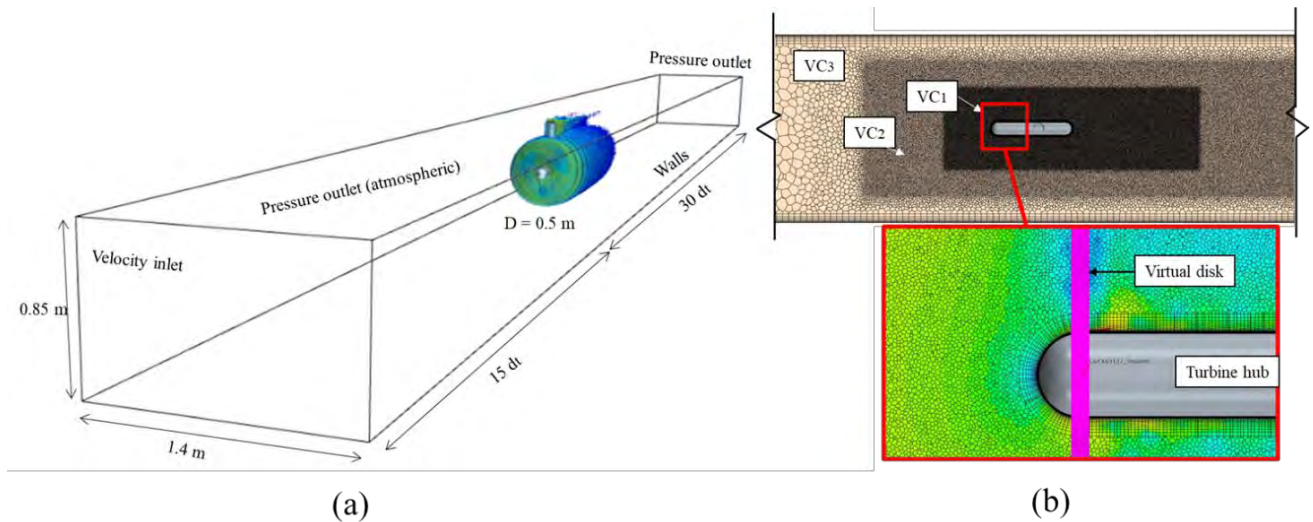 Pressure outlet
Pressure outlet (atmospheric)
Walls
30 dt
D = 0.5 m
Velocity inlet
0.85 m
15 dt
1.4 m
(a)
VC3
VC1
VC2
Virtual disk
Turbine hub
(b)